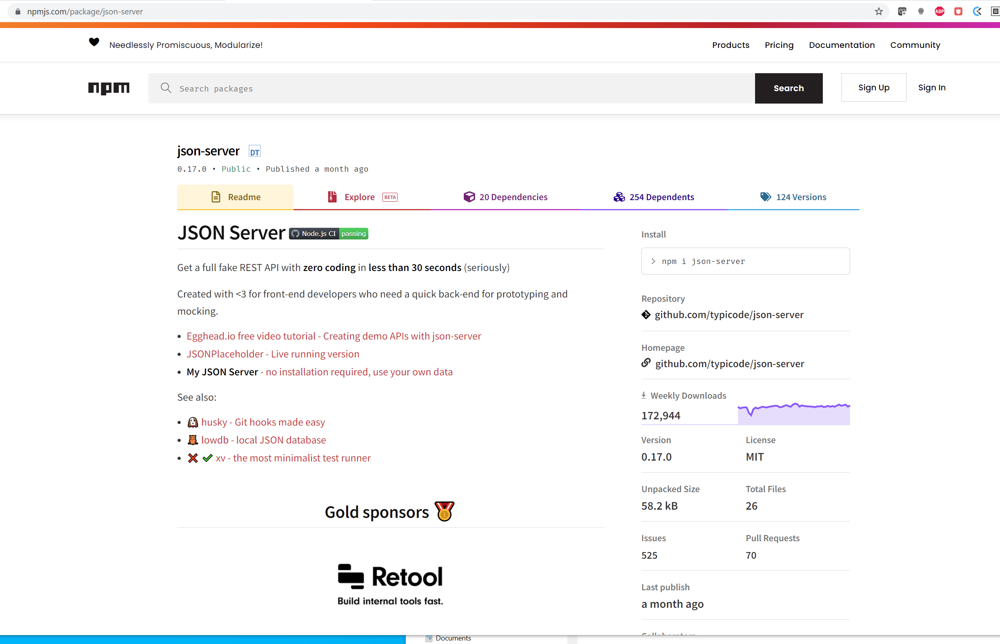 npmjs.com/package/json-server
ABP
Needlessly Promiscuous, Modularize!
Products Pricing Documentation Community
npm
Search packages
Search
Sign Up
Sign In
json-server DT
0.17.0 • Public • Published a month ago
Readme
Explore BETA
20 Dependencies
254 Dependents
124 Versions
JSON Server Node.js CI passing
Get a full fake REST API with zero coding in less than 30 seconds (seriously)
Created with <3 for front-end developers who need a quick back-end for prototyping and
mocking.
• Egghead.io free video tutorial - Creating demo APIs with json-server
• JSONPlaceholder - Live running version
• My JSON Server - no installation required, use your own data
See also:
• husky - Git hooks made easy
• lowdb - local JSON database
• xv - the most minimalist test runner
Gold sponsors
Retool
Build internal tools fast.
Install
> npm i json-server
Repository
github.com/typicode/json-server
Homepage
github.com/typicode/json-server
Weekly Downloads
172,944
Version License
0.17.0 MIT
Unpacked Size Total Files
58.2 kB 26
Issues Pull Requests
525 70
Last publish
a month ago
Documents